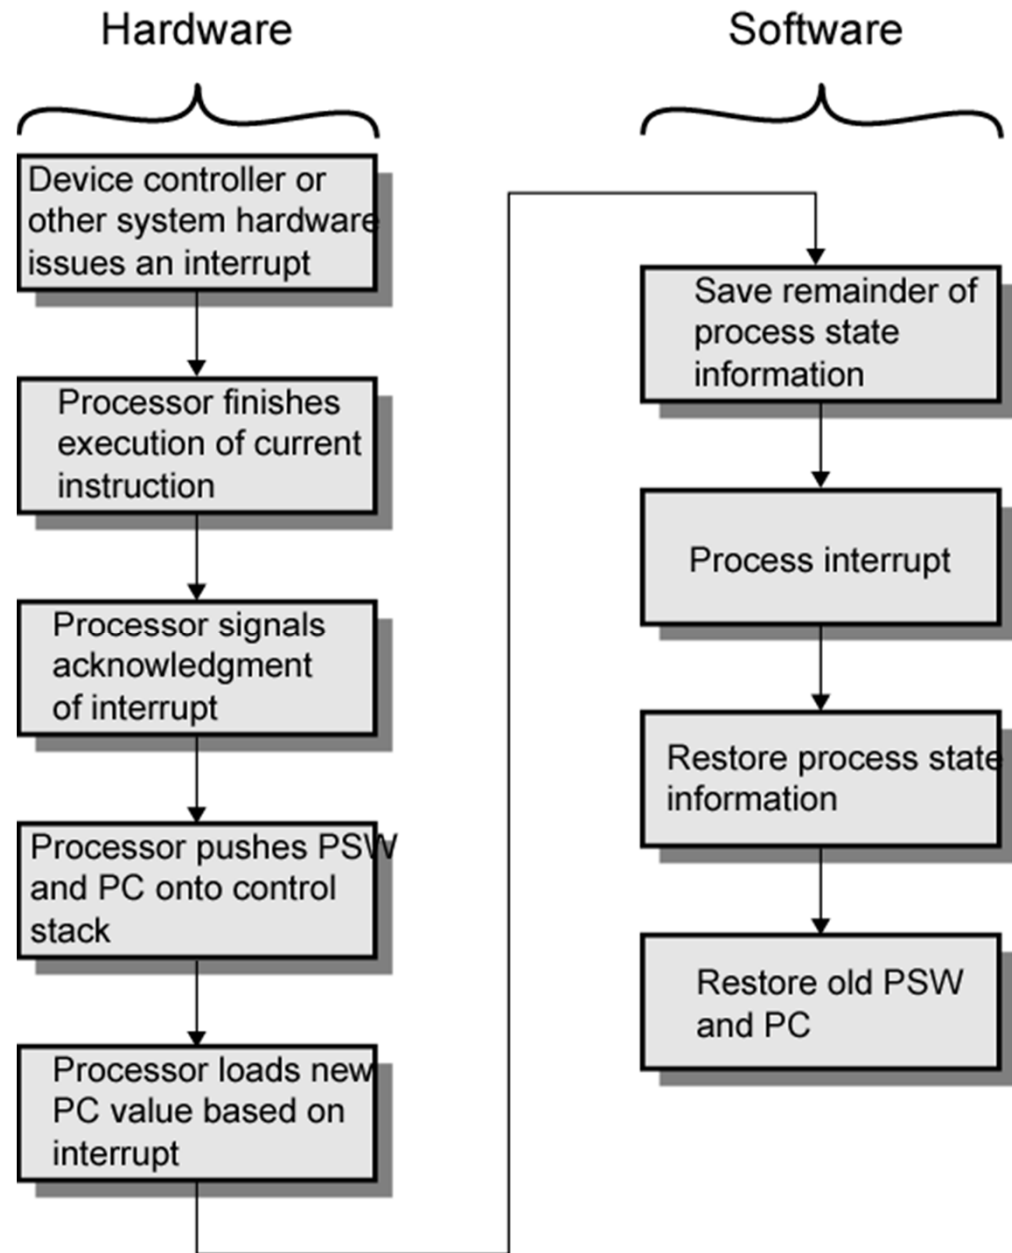 Hardware
Device controller or
other system hardware
issues an interrupt
Processor finishes
execution of current
instruction
Processor signals
acknowledgment
of interrupt
Processor pushes PSW
and PC onto control
stack
Processor loads new
PC value based on
interrupt
Software
Save remainder of
process state
information
Process interrupt
Restore process state
information
Restore old PSW
and PC